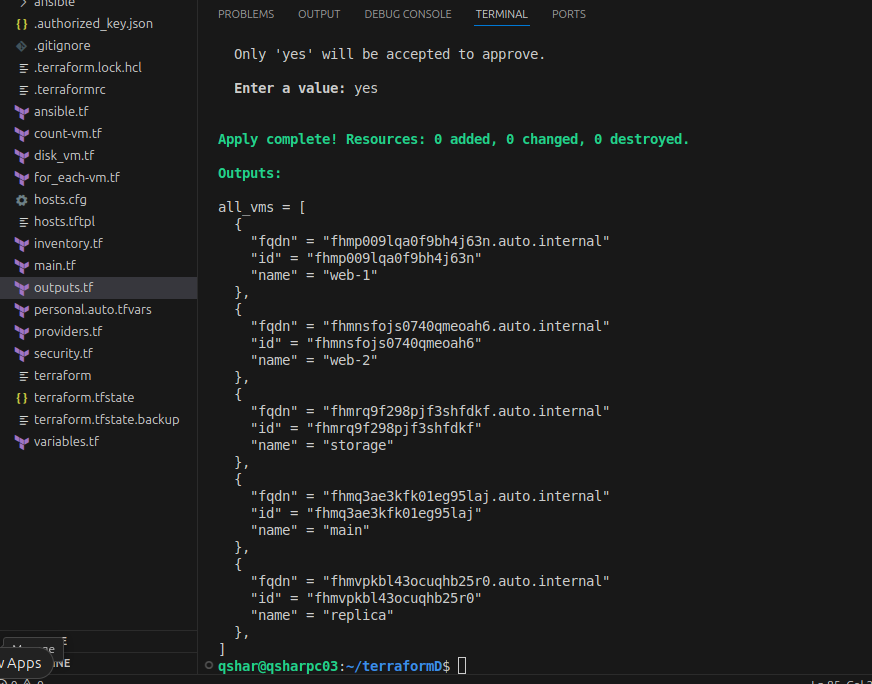 ansible
.authorized_key.json
.gitignore
.terraform.lock.hcl
.terraformrc
ansible.tf
count-vm.tf
disk_vm.tf
for_each-vm.tf
hosts.cfg
hosts.tftpl
inventory.tf
main.tf
outputs.tf
personal.auto.tfvars
providers.tf
security.tf
terraform
terraform.tfstate
terraform.tfstate.backup
variables.tf
PROBLEMS OUTPUT DEBUG CONSOLE TERMINAL PORTS
Only 'yes' will be accepted to approve.
Enter a value: yes
Apply complete! Resources: 0 added, 0 changed, 0 destroyed.
Outputs:
all_vms = [
{
"fqdn" = "fhmp009lqa0f9bh4j63n.auto.internal"
"id" = "fhmp009lqa0f9bh4j63n"
"name" = "web-1"
},
{
"fqdn" = "fhmnsfojs0740qmeoah6.auto.internal"
"id" = "fhmnsfojs0740qmeoah6"
"name" = "web-2"
},
{
"fqdn" = "fhmrq9f298pjf3shfdkf.auto.internal"
"id" = "fhmrq9f298pjf3shfdkf"
"name" = "storage"
},
{
"fqdn" = "fhmq3ae3kfk01eg95laj.auto.internal"
"id" = "fhmq3ae3kfk01eg95laj"
"name" = "main"
},
{
"fqdn" = "fhmvpkbl43ocuqhb25r0.auto.internal"
"id" = "fhmvpkbl43ocuqhb25r0"
"name" = "replica"
},
]
qshar@qsharpc03:~/terraformD$
Apps